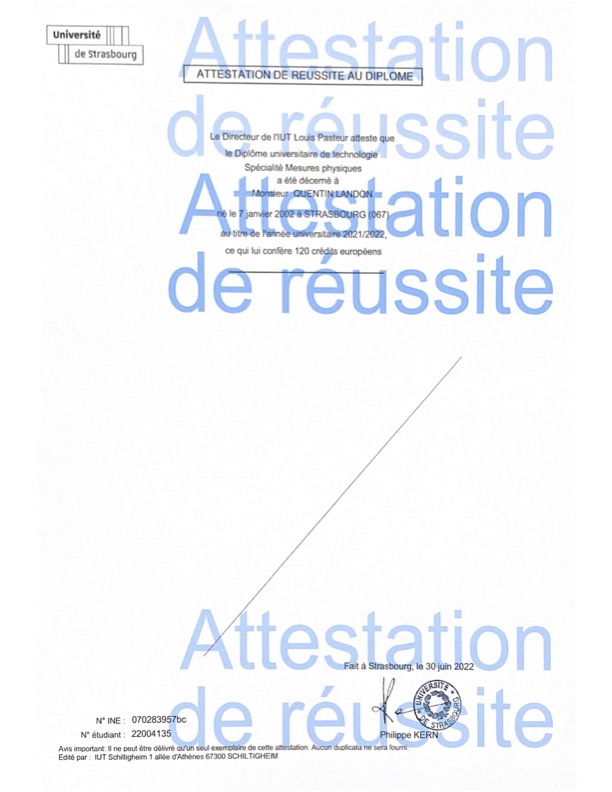 Université
de Strasbourg
Attestation
de réussite
ATTESTATION DE REUSSITE AU DIPLOME
Le Directeur de l'IUT Louis Pasteur atteste que
le Diplôme universitaire de technologie
Spécialité Mesures physiques
a été décerné à
Monsieur QUENTIN LANDON
né le 7 janvier 2002 à STRASBOURG (067)
au titre de l'année universitaire 2021/2022,
ce qui lui confère 120 crédits européens
Attestation
de réussite
Attestation
de réussite
Fait à Strasbourg, le 30 juin 2022
UNIVERSITÉ DE STRASBOURG
Philippe KERN
N° INE : 070283957bc
N° étudiant : 22004135
Avis important: Il ne peut être délivré qu'un seul exemplaire de cette attestation. Aucun duplicata ne sera fourni.
Edité par : IUT Schiltigheim 1 allée d'Athènes 67300 SCHILTIGHEIM